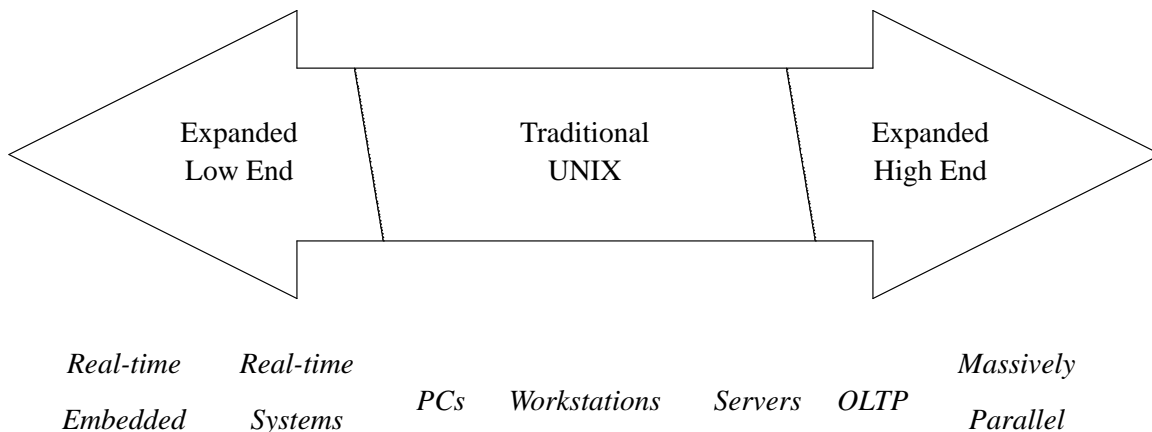 Expanded
Low End
Traditional
UNIX
Expanded
High End
Real-time
Embedded
Real-time
Systems
PCs
Workstations
Servers
OLTP
Massively
Parallel